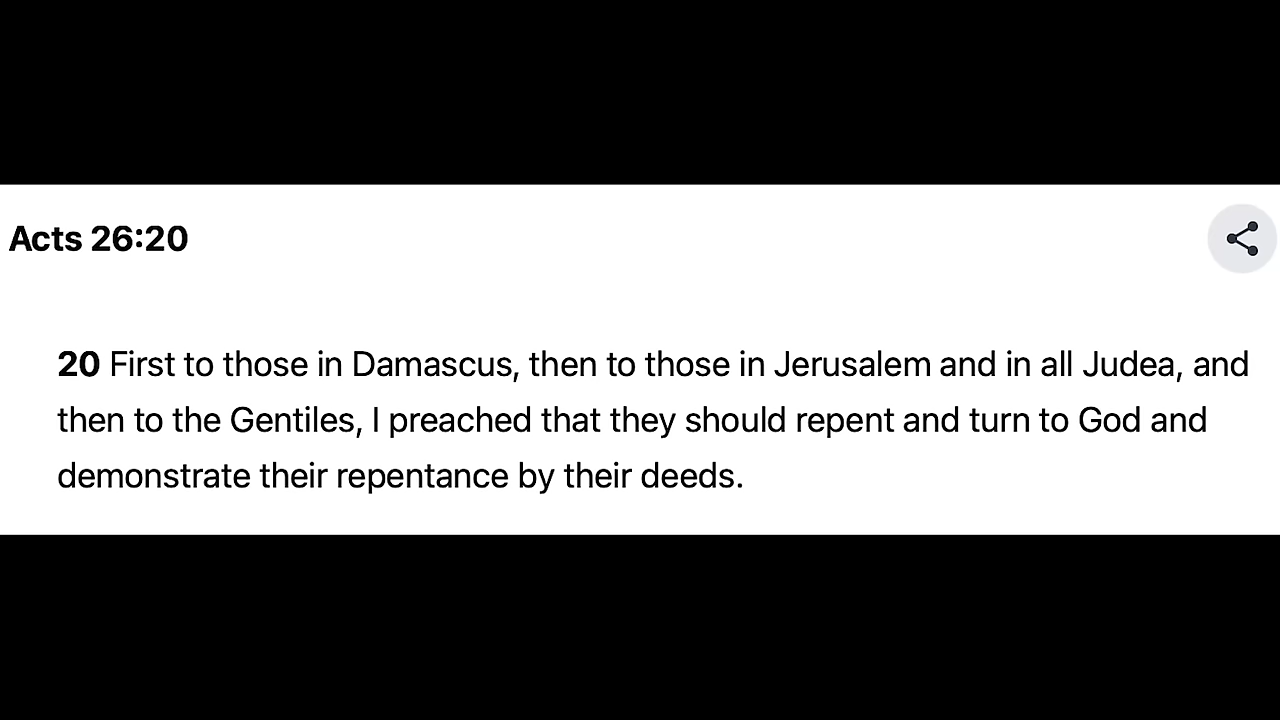 Acts 26:20
20 First to those in Damascus, then to those in Jerusalem and in all Judea, and
then to the Gentiles, I preached that they should repent and turn to God and
demonstrate their repentance by their deeds.